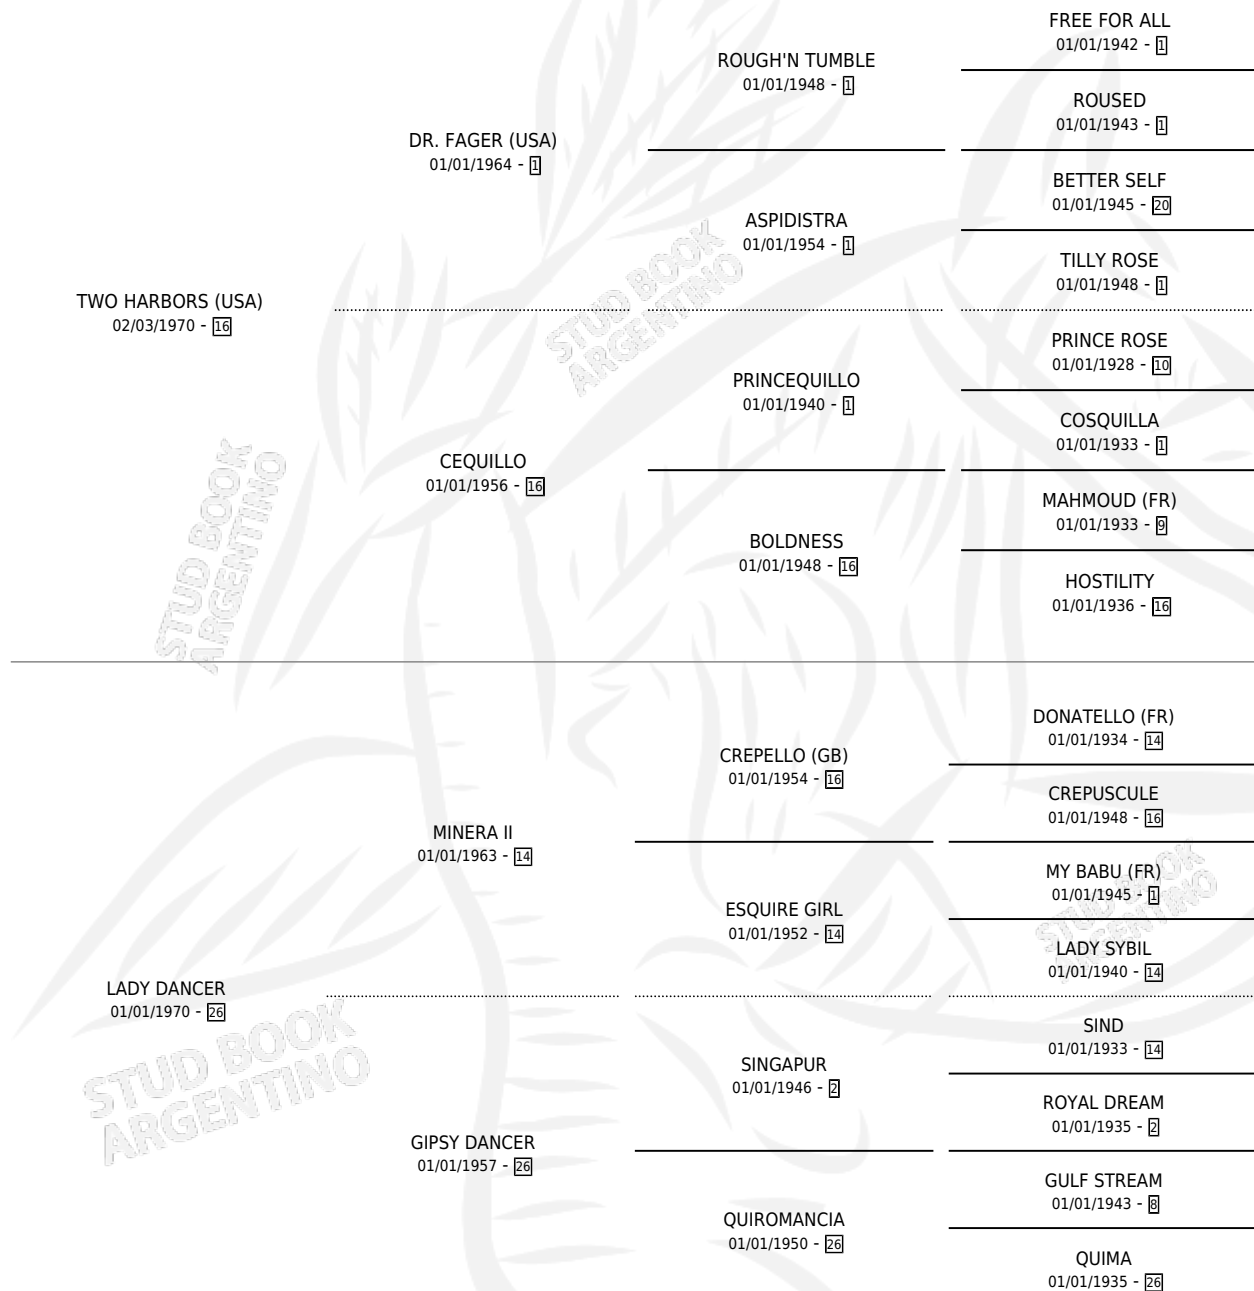 FREE FOR ALL
01/01/1942 - 1
ROUGH'N TUMBLE
01/01/1948 - 1
ROUSED
01/01/1943 - 1
DR. FAGER (USA)
01/01/1964 - 1
BETTER SELF
01/01/1945 - 20
ASPIDISTRA
01/01/1954 - 1
TILLY ROSE
01/01/1948 - 1
TWO HARBORS (USA)
02/03/1970 - 16
PRINCE ROSE
01/01/1928 - 10
PRINCEQUILLO
01/01/1940 - 1
COSQUILLA
01/01/1933 - 1
CEQUILLO
01/01/1956 - 16
MAHMOUD (FR)
01/01/1933 - 9
BOLDNESS
01/01/1948 - 16
HOSTILITY
01/01/1936 - 16
DONATELLO (FR)
01/01/1934 - 14
CREPELLO (GB)
01/01/1954 - 16
CREPUSCULE
01/01/1948 - 16
MINERA II
01/01/1963 - 14
MY BABU (FR)
01/01/1945 - 1
ESQUIRE GIRL
01/01/1952 - 14
LADY SYBIL
01/01/1940 - 14
LADY DANCER
01/01/1970 - 26
SIND
01/01/1933 - 14
SINGAPUR
01/01/1946 - 2
ROYAL DREAM
01/01/1935 - 2
GIPSY DANCER
01/01/1957 - 26
GULF STREAM
01/01/1943 - 8
QUIROMANCIA
01/01/1950 - 26
QUIMA
01/01/1935 - 26
STUD BOOK
ARGENTINO
STUD BOOK
ARGENTINO
STUD BOOK
ARGENTINO
STUD BOOK
ARGENTINO